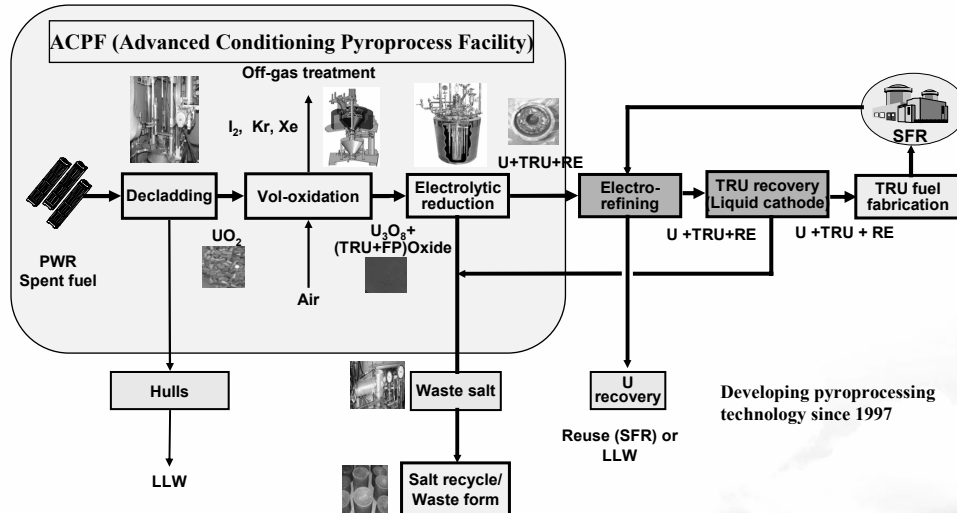 ACPF (Advanced Conditioning Pyroprocess Facility)
Off-gas treatment
I₂, Kr, Xe
SFR
U+TRU+RE
Decladding
Vol-oxidation
Electrolytic
reduction
Electro-
refining
TRU recovery
(Liquid cathode)
TRU fuel
fabrication
UO₂
U₃O₈+
(TRU+FP)Oxide
U +TRU+RE
U +TRU + RE
PWR
Spent fuel
Air
Hulls
Waste salt
U
recovery
Developing pyroprocessing
technology since 1997
Reuse (SFR) or
LLW
LLW
Salt recycle/
Waste form